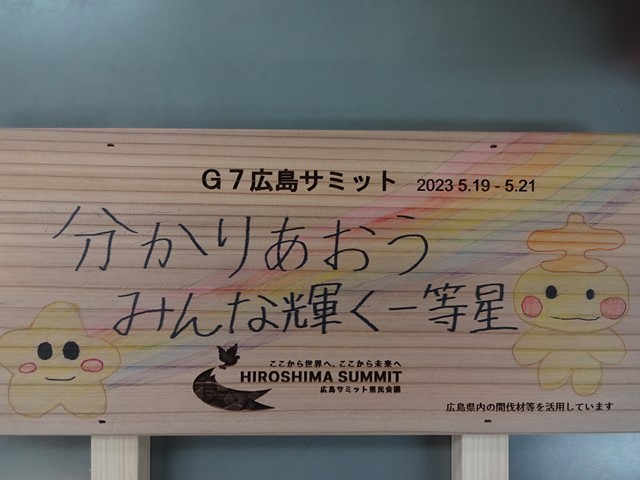 G7広島サミット 2023 5.19 - 5.21
分かりあおう
みんな輝く一等星
ここから世界へ、ここから未来へ
HIROSHIMA SUMMIT
広島サミット県民会議
広島県内の間伐材等を活用しています